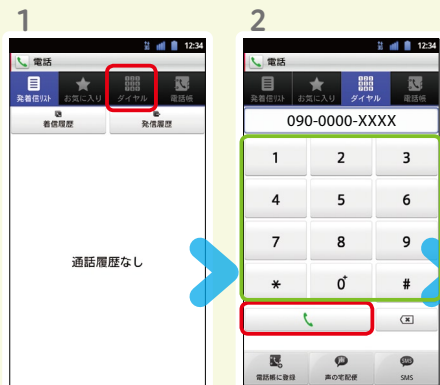 1
12:34
電話
発着信リスト お気に入り ダイヤル 電話帳
着信履歴 発信履歴
通話履歴なし
2
12:34
電話
発着信リスト お気に入り ダイヤル 電話帳
090-0000-XXXX
1 2 3
4 5 6
7 8 9
* 0+ #
電話帳に登録 声の宅配便 SMS